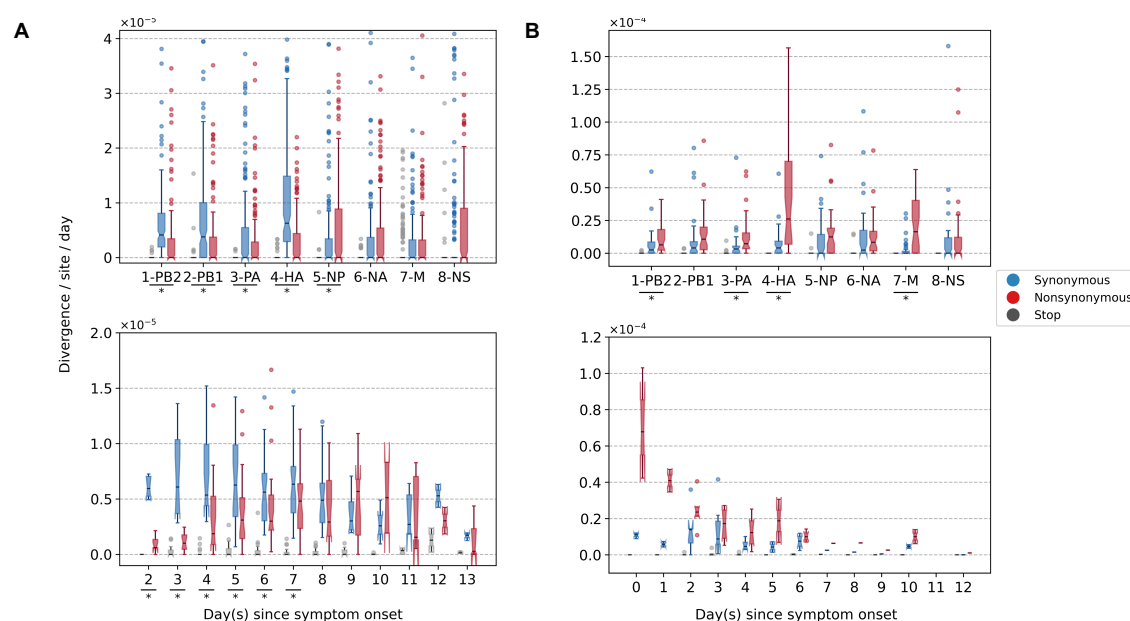 A
B
×10⁻⁵
×10⁻⁴
4
3
2
1
0
1.50
1.25
1.00
0.75
0.50
0.25
0.00
1-PB2 2-PB1 3-PA 4-HA 5-NP 6-NA 7-M 8-NS
* * * * *
1-PB2 2-PB1 3-PA 4-HA 5-NP 6-NA 7-M 8-NS
* * * *
Divergence / site / day
Synonymous
Nonsynonymous
Stop
×10⁻⁵
2.0
1.5
1.0
0.5
0.0
2 3 4 5 6 7 8 9 10 11 12 13
* * * * * *
Day(s) since symptom onset
×10⁻⁴
1.2
1.0
0.8
0.6
0.4
0.2
0.0
0 1 2 3 4 5 6 7 8 9 10 11 12
Day(s) since symptom onset